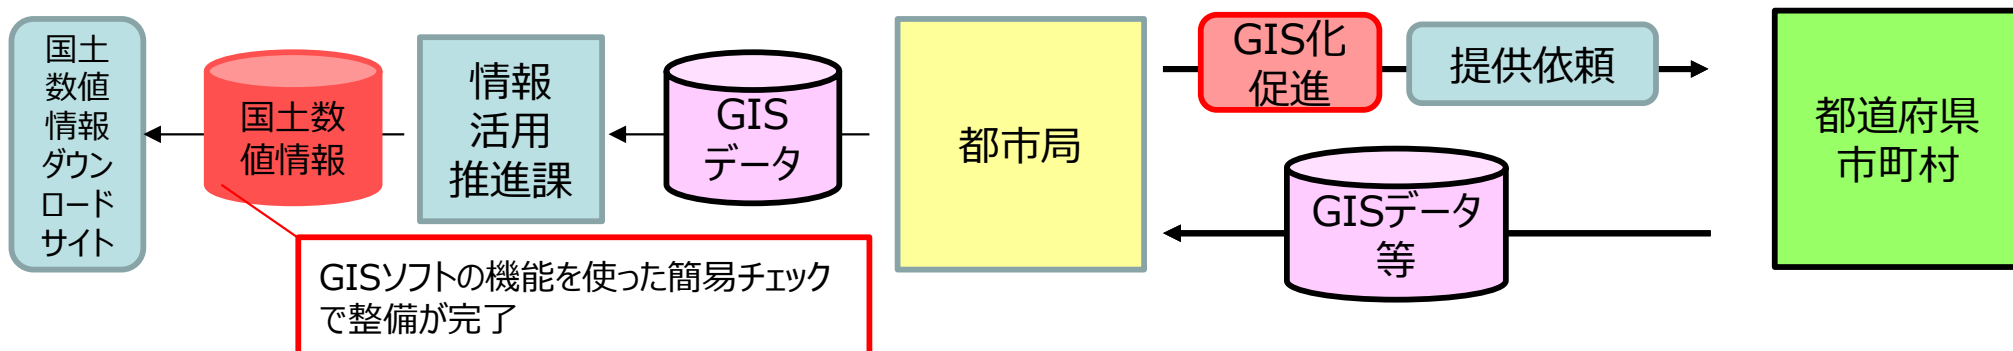 国土
数値
情報
ダウン
ロード
サイト
国土数
値情報
情報
活用
推進課
GIS
データ
都市局
GIS化
促進
提供依頼
GISデータ
等
都道府県
市町村
GISソフトの機能を使った簡易チェック
で整備が完了